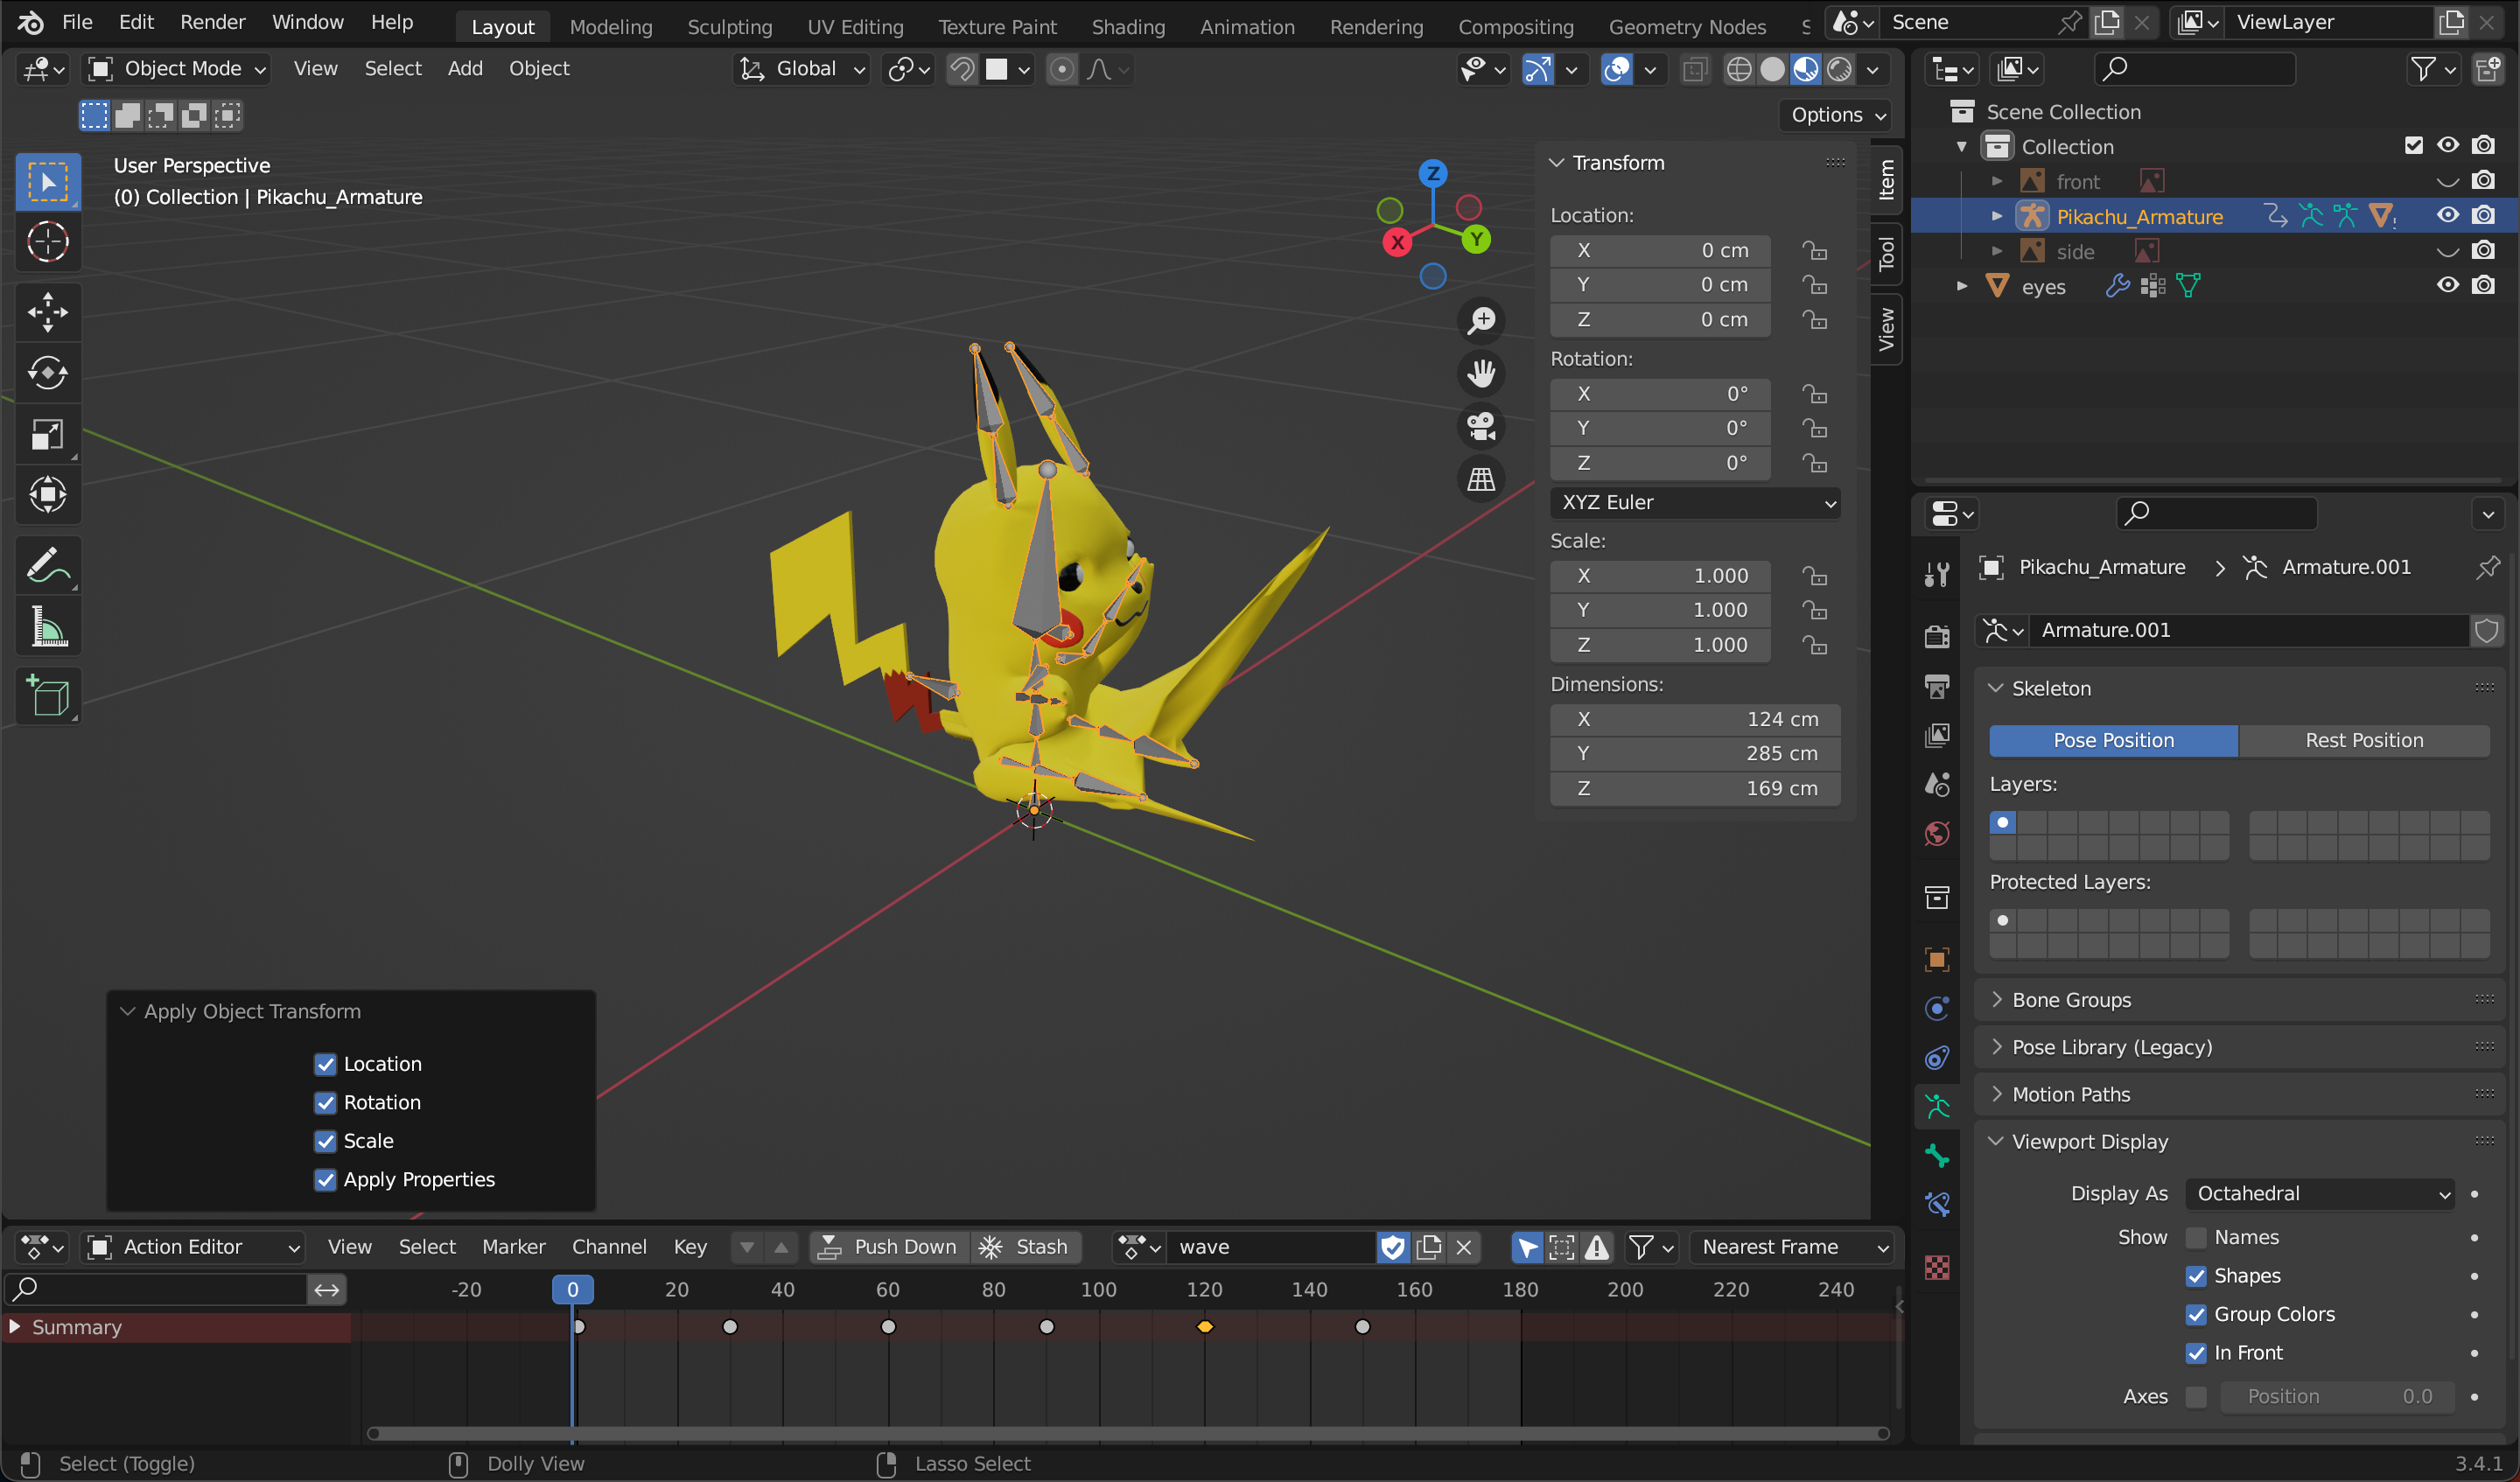 File Edit Render Window Help Layout Modeling Sculpting UV Editing Texture Paint Shading Animation Rendering Compositing Geometry Nodes Scene ViewLayer
Object Mode View Select Add Object Global
Options
User Perspective
(0) Collection | Pikachu_Armature
Z
X
Y
Transform
Location:
X 0 cm
Y 0 cm
Z 0 cm
Rotation:
X 0°
Y 0°
Z 0°
XYZ Euler
Scale:
X 1.000
Y 1.000
Z 1.000
Dimensions:
X 124 cm
Y 285 cm
Z 169 cm
Item
Tool
View
Apply Object Transform
Location
Rotation
Scale
Apply Properties
Scene Collection
Collection
front
Pikachu_Armature
side
eyes
Pikachu_Armature Armature.001
Armature.001
Skeleton
Pose Position Rest Position
Layers:
Protected Layers:
Bone Groups
Pose Library (Legacy)
Motion Paths
Viewport Display
Display As Octahedral
Show Names
Shapes
Group Colors
In Front
Axes Position 0.0
Action Editor View Select Marker Channel Key Push Down Stash wave Nearest Frame
-20 0 20 40 60 80 100 120 140 160 180 200 220 240
Summary
Select (Toggle) Dolly View Lasso Select 3.4.1